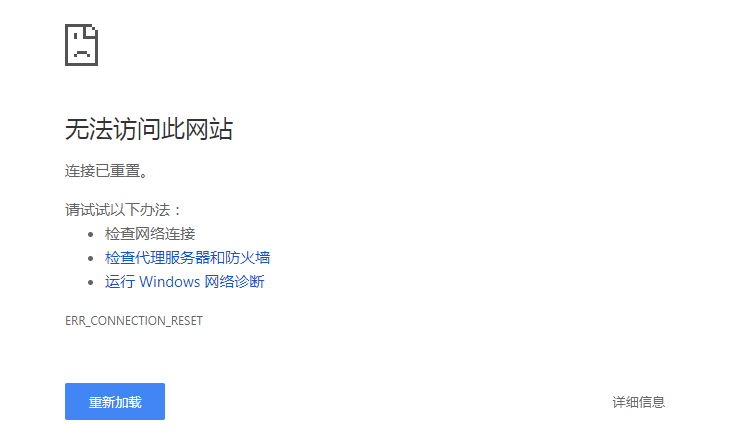 无法访问此网站
连接已重置。
请试试以下办法：
检查网络连接
检查代理服务器和防火墙
运行 Windows 网络诊断
ERR_CONNECTION_RESET
重新加载
详细信息